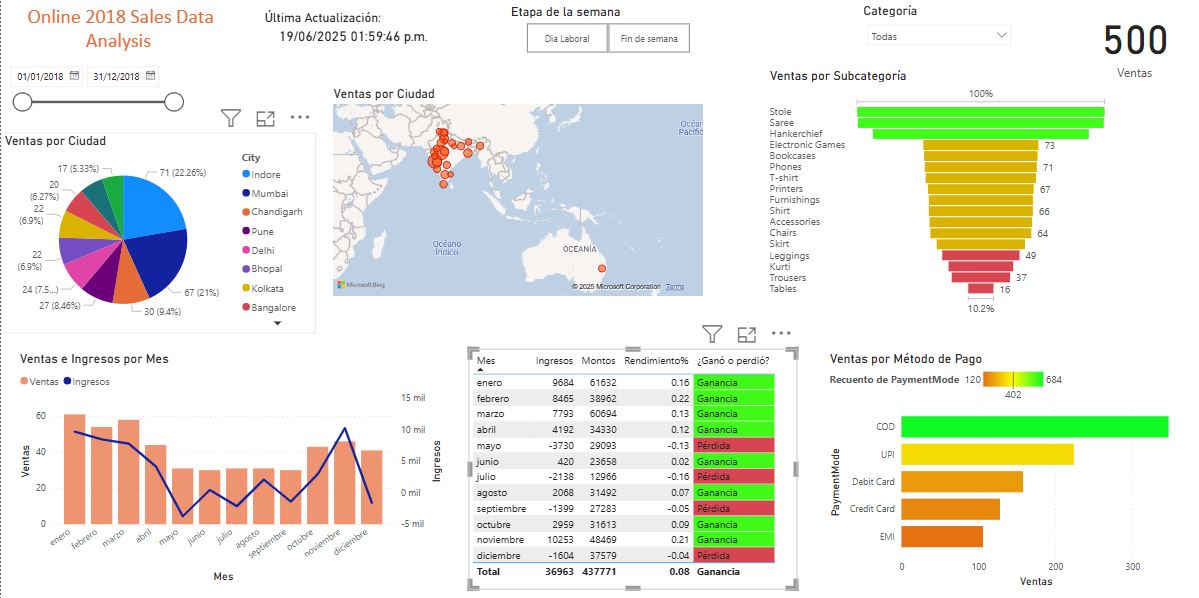 Online 2018 Sales Data
Analysis
Última Actualización:
19/06/2025 01:59:46 p.m.
Etapa de la semana
Dia Laboral
Fin de semana
Categoría
Todas
500
Ventas
01/01/2018
31/12/2018
Ventas por Ciudad
71 (22.26%)
67 (21%)
30 (9.4%)
27 (8.46%)
24 (7.5...)
22
(6.9%)
22
(6.9%)
20
(6.27%)
17 (5.33%)
City
Indore
Mumbai
Chandigarh
Pune
Delhi
Bhopal
Kolkata
Bangalore
Ventas por Ciudad
Océano
Índico
OCEANÍA
Microsoft Bing
© 2025 Microsoft Corporation
Terms
Ventas por Subcategoría
100%
Stole
Saree
Hankerchief
Electronic Games 73
Bookcases
Phones 71
T-shirt
Printers 67
Furnishings
Shirt 66
Accessories
Chairs 64
Skirt
Leggings 49
Kurti
Trousers 37
Tables 16
10.2%
Ventas e Ingresos por Mes
Ventas Ingresos
Ventas
60
40
20
0
15 mil
10 mil
5 mil
0 mil
-5 mil
Ingresos
enero
febrero
marzo
abril
mayo
junio
julio
agosto
septiembre
octubre
noviembre
diciembre
Mes
Mes Ingresos Montos Rendimiento% ¿Ganó o perdió?
enero 9684 61632 0.16 Ganancia
febrero 8465 38962 0.22 Ganancia
marzo 7793 60694 0.13 Ganancia
abril 4192 34330 0.12 Ganancia
mayo -3730 29093 -0.13 Pérdida
junio 420 23658 0.02 Ganancia
julio -2138 12966 -0.16 Pérdida
agosto 2068 31492 0.07 Ganancia
septiembre -1399 27283 -0.05 Pérdida
octubre 2959 31613 0.09 Ganancia
noviembre 10253 48469 0.21 Ganancia
diciembre -1604 37579 -0.04 Pérdida
Total 36963 437771 0.08 Ganancia
Ventas por Método de Pago
Recuento de PaymentMode 120 684
402
PaymentMode
COD
UPI
Debit Card
Credit Card
EMI
0 100 200 300
Ventas